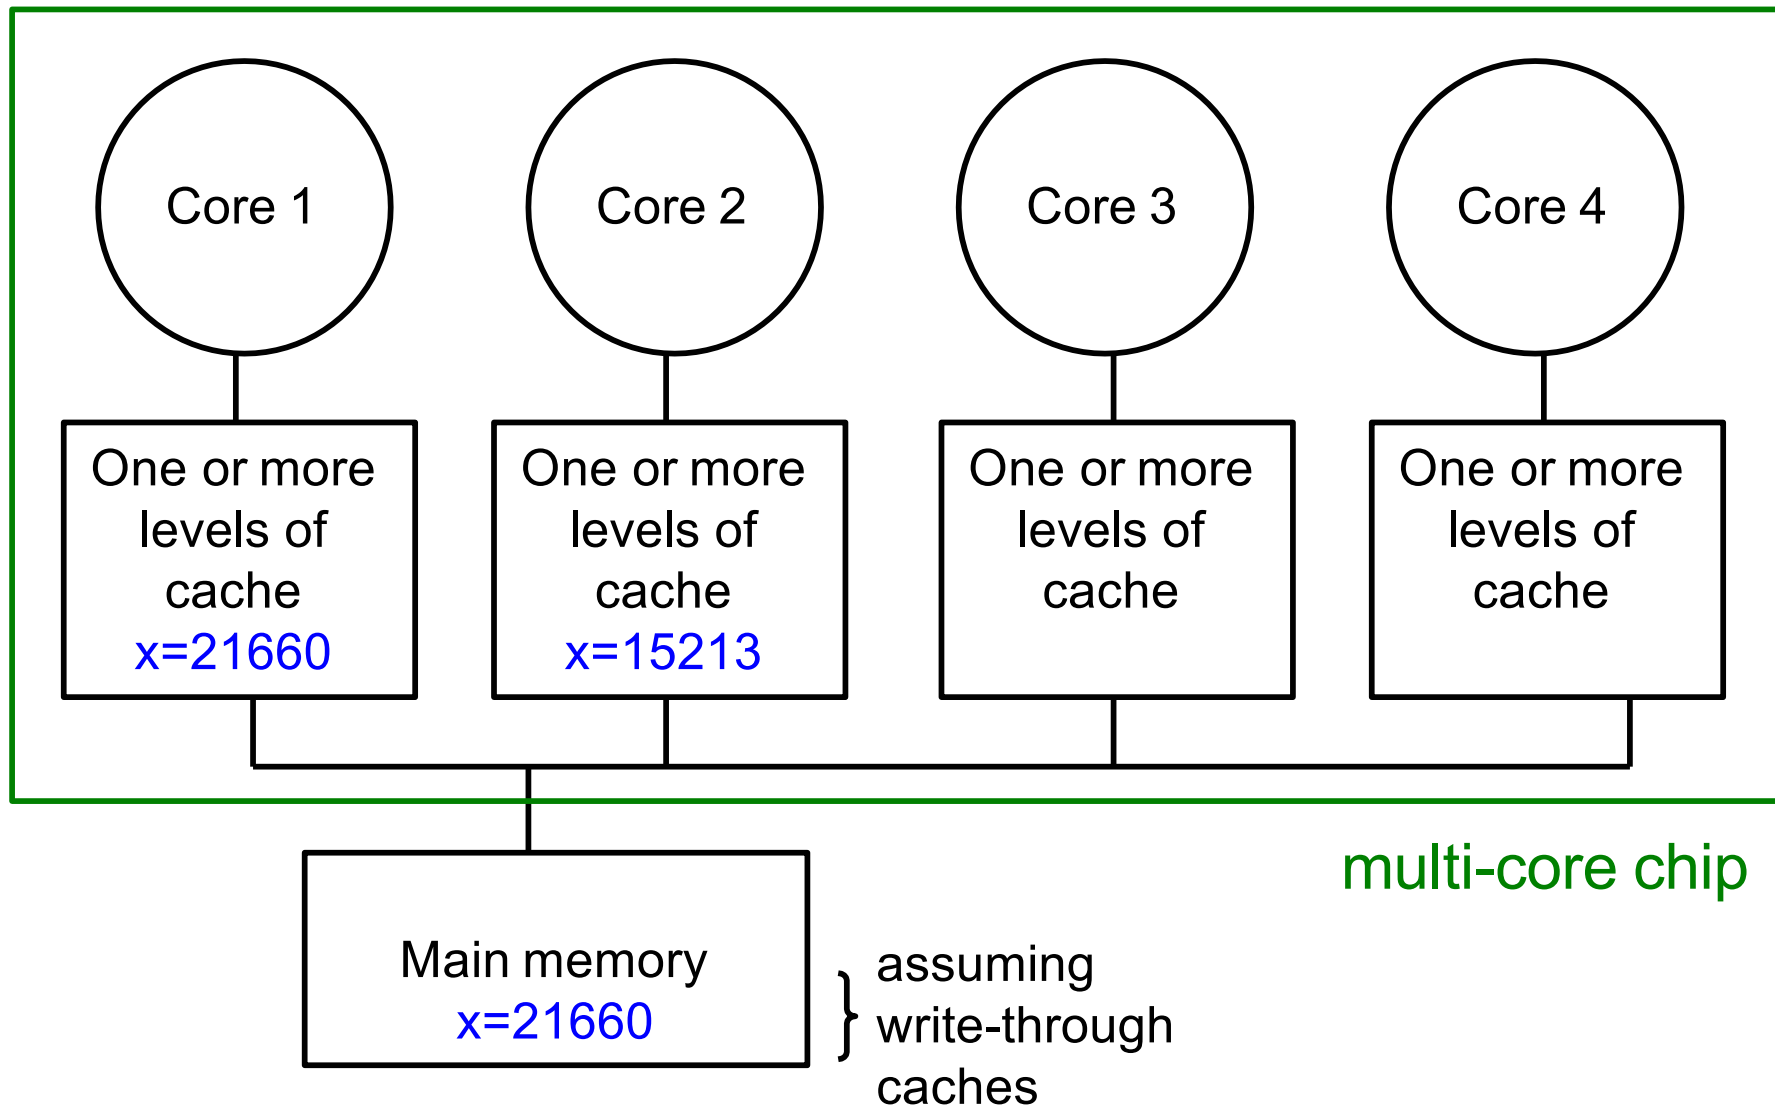 Core 1
Core 2
Core 3
Core 4
One or more
levels of
cache
x=21660
One or more
levels of
cache
x=15213
One or more
levels of
cache
One or more
levels of
cache
multi-core chip
Main memory
x=21660
assuming
write-through
caches